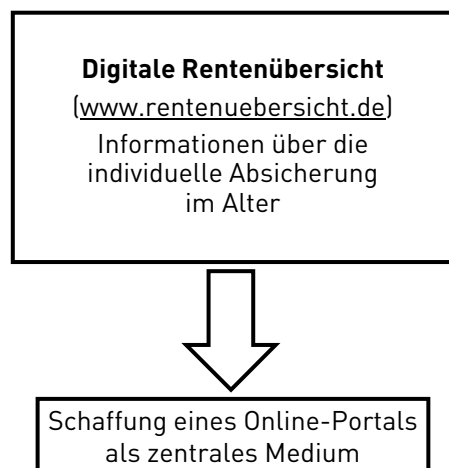 Digitale Rentenübersicht
(www.rentenuebersicht.de)
Informationen über die
individuelle Absicherung
im Alter
Schaffung eines Online-Portals
als zentrales Medium